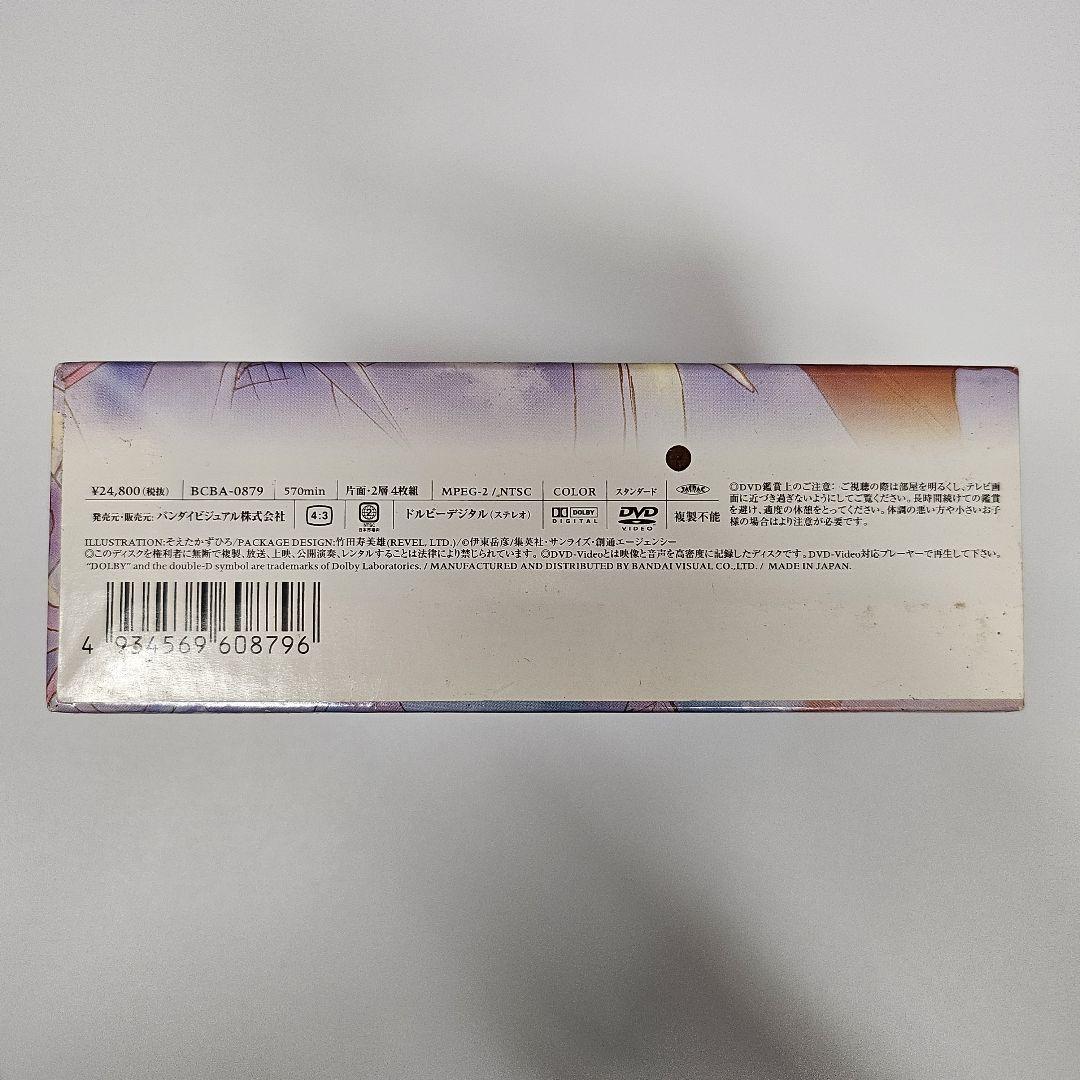 ¥24,800(税抜) BCBA-0879 570min 片面・2層 4枚組 MPEG-2 / NTSC COLOR スタンダード
発売元・販売元: バンダイビジュアル株式会社 4:3 2 NTSC 日本市場向 ドルビーデジタル(ステレオ) DOLBY DIGITAL DVD VIDEO 複製不能
◎DVD鑑賞上のご注意: ご視聴の際は部屋を明るくし、テレビ画
面に近づき過ぎないようにしてご覧ください。長時間続けての鑑賞
を避け、適度の休憩をとってください。体調の悪い方や小さいお子
様の場合はより注意が必要です。
ILLUSTRATION:そえたかずひろ/PACKAGE DESIGN:竹田寿美雄(REVEL LTD.)/©伊東岳彦/集英社・サンライズ・創通エージェンシー
◎このディスクを権利者に無断で複製、放送、上映、公開演奏、レンタルすることは法律により禁じられています。◎DVD-Videoとは映像と音声を高密度に記録したディスクです。DVD-Video対応プレーヤーで再生して下さい。
"DOLBY" and the double-D symbol are trademarks of Dolby Laboratories. / MANUFACTURED AND DISTRIBUTED BY BANDAI VISUAL CO.,LTD. / MADE IN JAPAN.
4 934569 608796